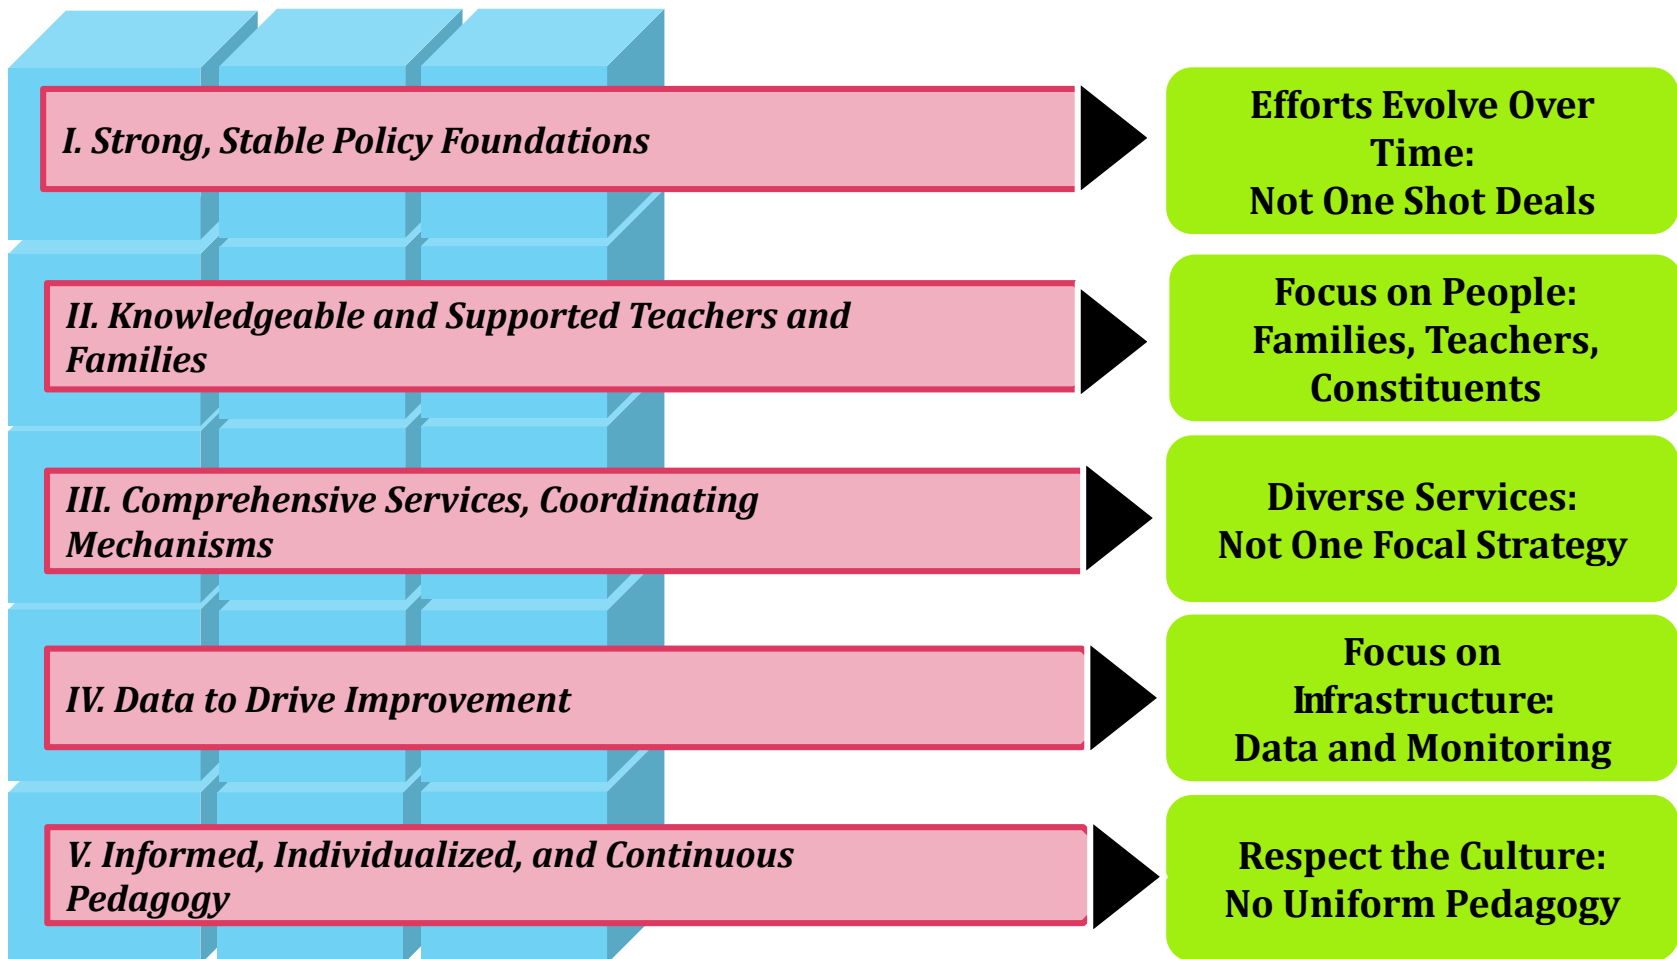 I. Strong, Stable Policy Foundations
Efforts Evolve Over
Time:
Not One Shot Deals
II. Knowledgeable and Supported Teachers and
Families
Focus on People:
Families, Teachers,
Constituents
III. Comprehensive Services, Coordinating
Mechanisms
Diverse Services:
Not One Focal Strategy
IV. Data to Drive Improvement
Focus on
Infrastructure:
Data and Monitoring
V. Informed, Individualized, and Continuous
Pedagogy
Respect the Culture:
No Uniform Pedagogy